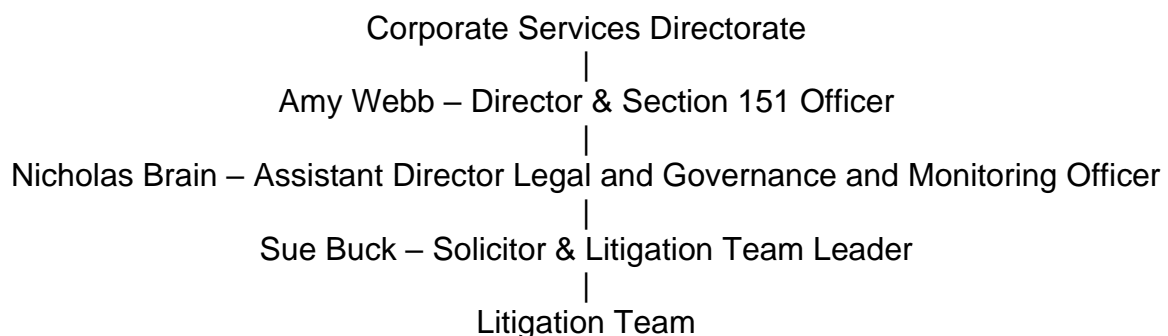 Corporate Services Directorate
|
Amy Webb – Director & Section 151 Officer
|
Nicholas Brain – Assistant Director Legal and Governance and Monitoring Officer
|
Sue Buck – Solicitor & Litigation Team Leader
|
Litigation Team